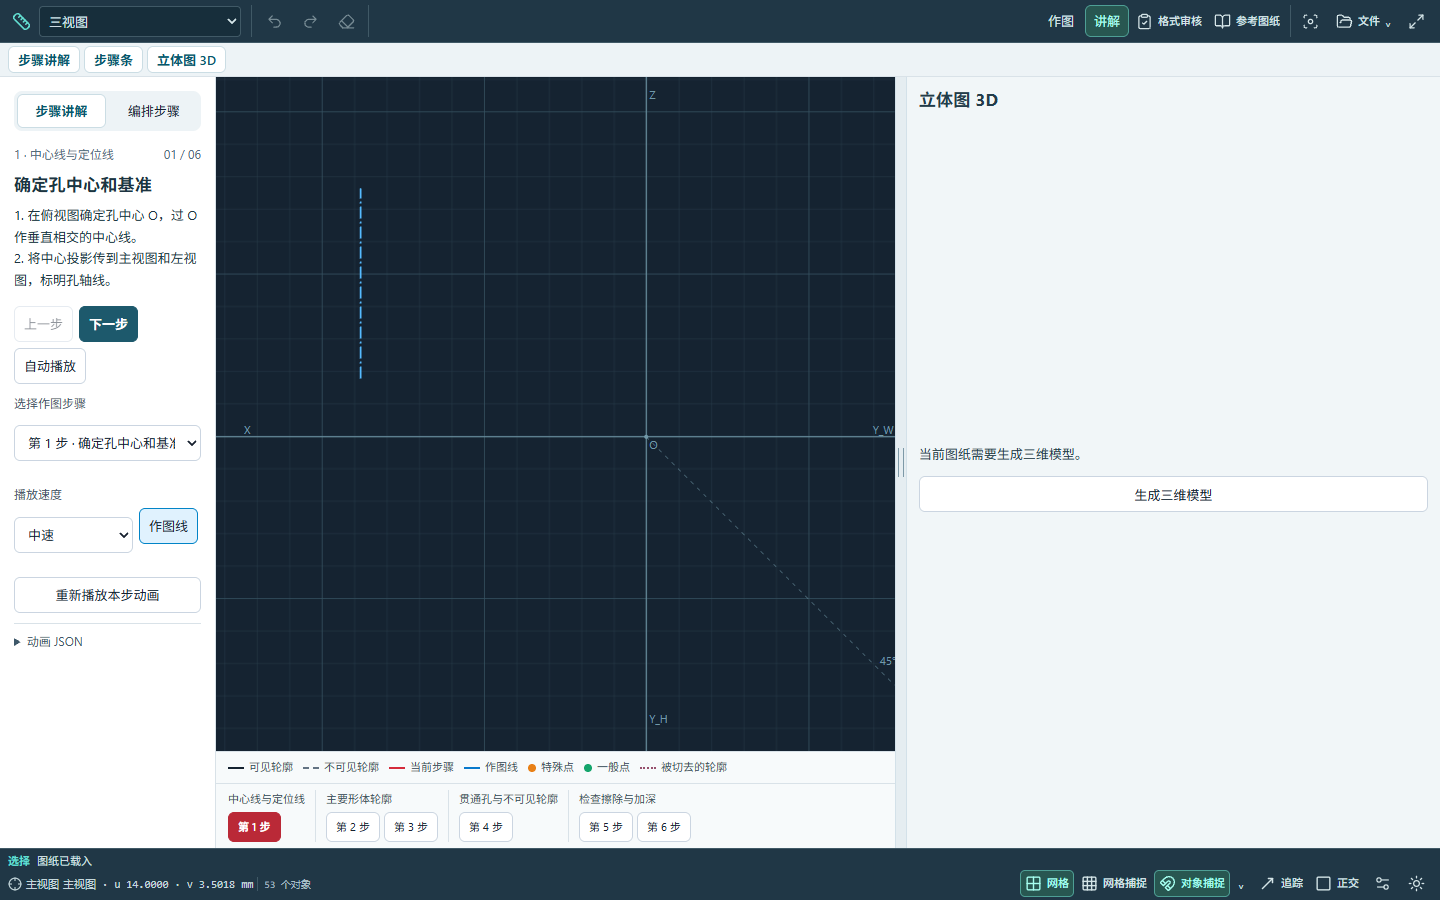 三视图
作图
讲解
格式审核
参考图纸
文件
步骤讲解
步骤条
立体图 3D
步骤讲解
编排步骤
1 · 中心线与定位线
01 / 06
确定孔中心和基准
1. 在俯视图确定孔中心 O，过 O
作垂直相交的中心线。
2. 将中心投影传到主视图和左视
图，标明孔轴线。
上一步
下一步
自动播放
选择作图步骤
第 1 步 · 确定孔中心和基准
播放速度
中速
作图线
重新播放本步动画
动画 JSON
Z
X
Y_W
O
45°
Y_H
立体图 3D
当前图纸需要生成三维模型。
生成三维模型
可见轮廓
不可见轮廓
当前步骤
作图线
特殊点
一般点
被切去的轮廓
中心线与定位线
主要形体轮廓
贯通孔与不可见轮廓
检查擦除与加深
第 1 步
第 2 步
第 3 步
第 4 步
第 5 步
第 6 步
选择 图纸已载入
主视图 主视图 · u 14.0000 · v 3.5018 mm
53 个对象
网格
网格捕捉
对象捕捉
追踪
正交